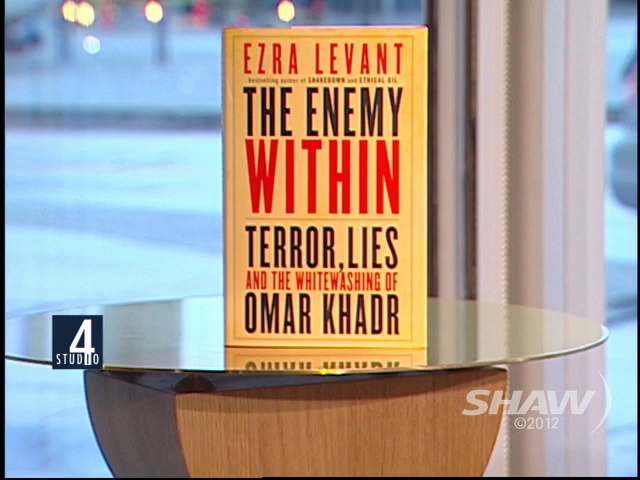 EZRA LEVANT
bestselling author of SHAKEDOWN and ETHICAL OIL
THE ENEMY
WITHIN
TERROR, LIES
AND THE WHITEWASHING OF
OMAR KHADR
4
STUDIO
SHAW)
©2012